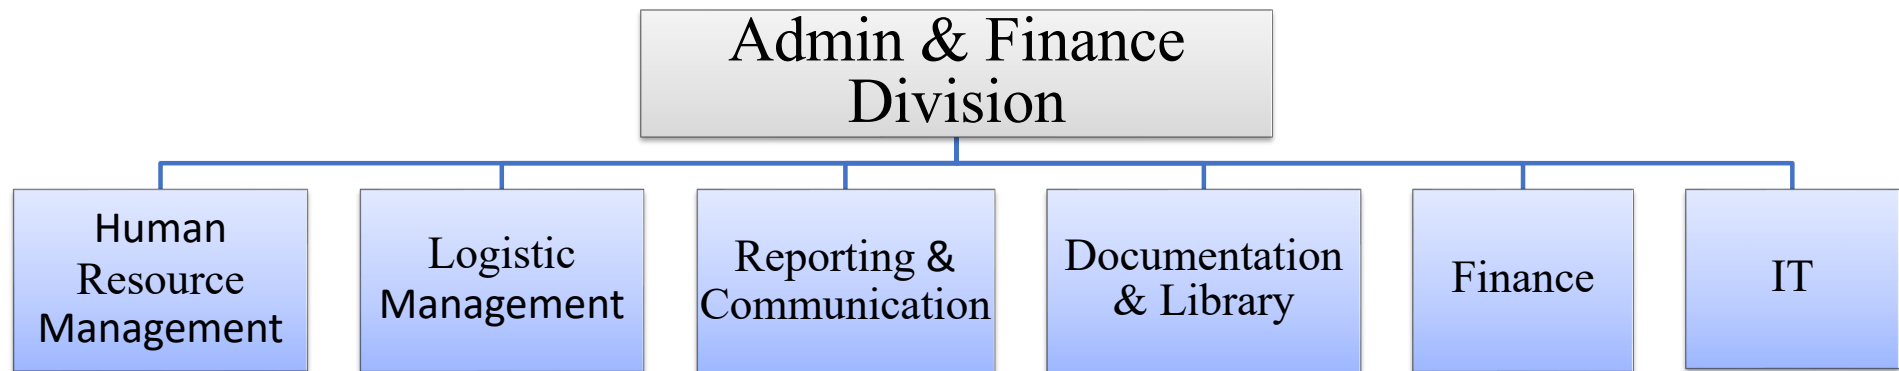 Admin & Finance
Division
Human
Resource
Management
Logistic
Management
Reporting &
Communication
Documentation
& Library
Finance
IT